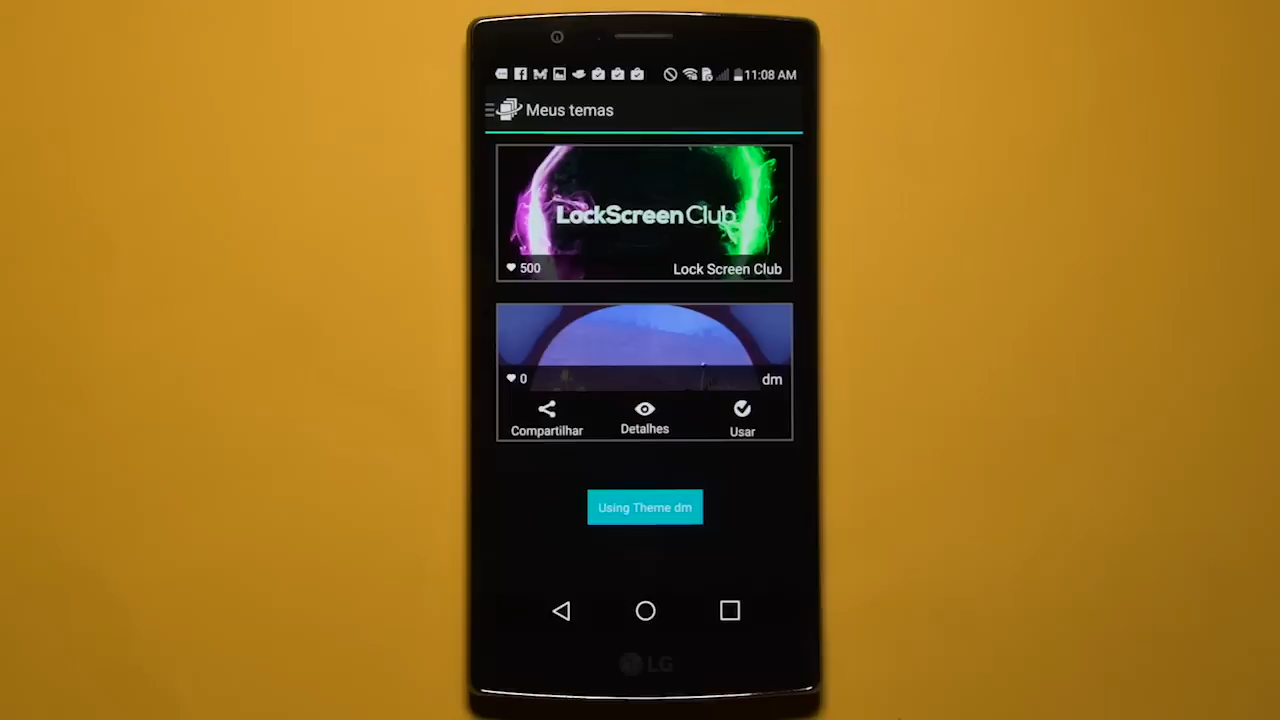 11:08 AM
Meus temas
LockScreenClub
500
Lock Screen Club
0
dm
Compartilhar
Detalhes
Usar
Using Theme dm
LG